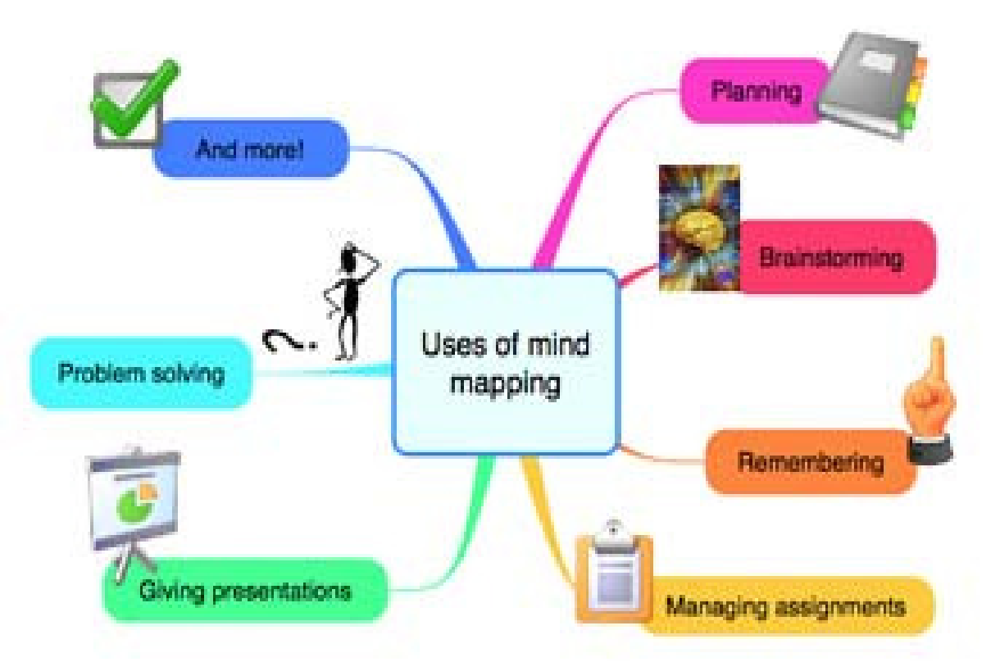 Uses of mind
mapping
Planning
Brainstorming
Remembering
Managing assignments
Giving presentations
Problem solving
?
And more!